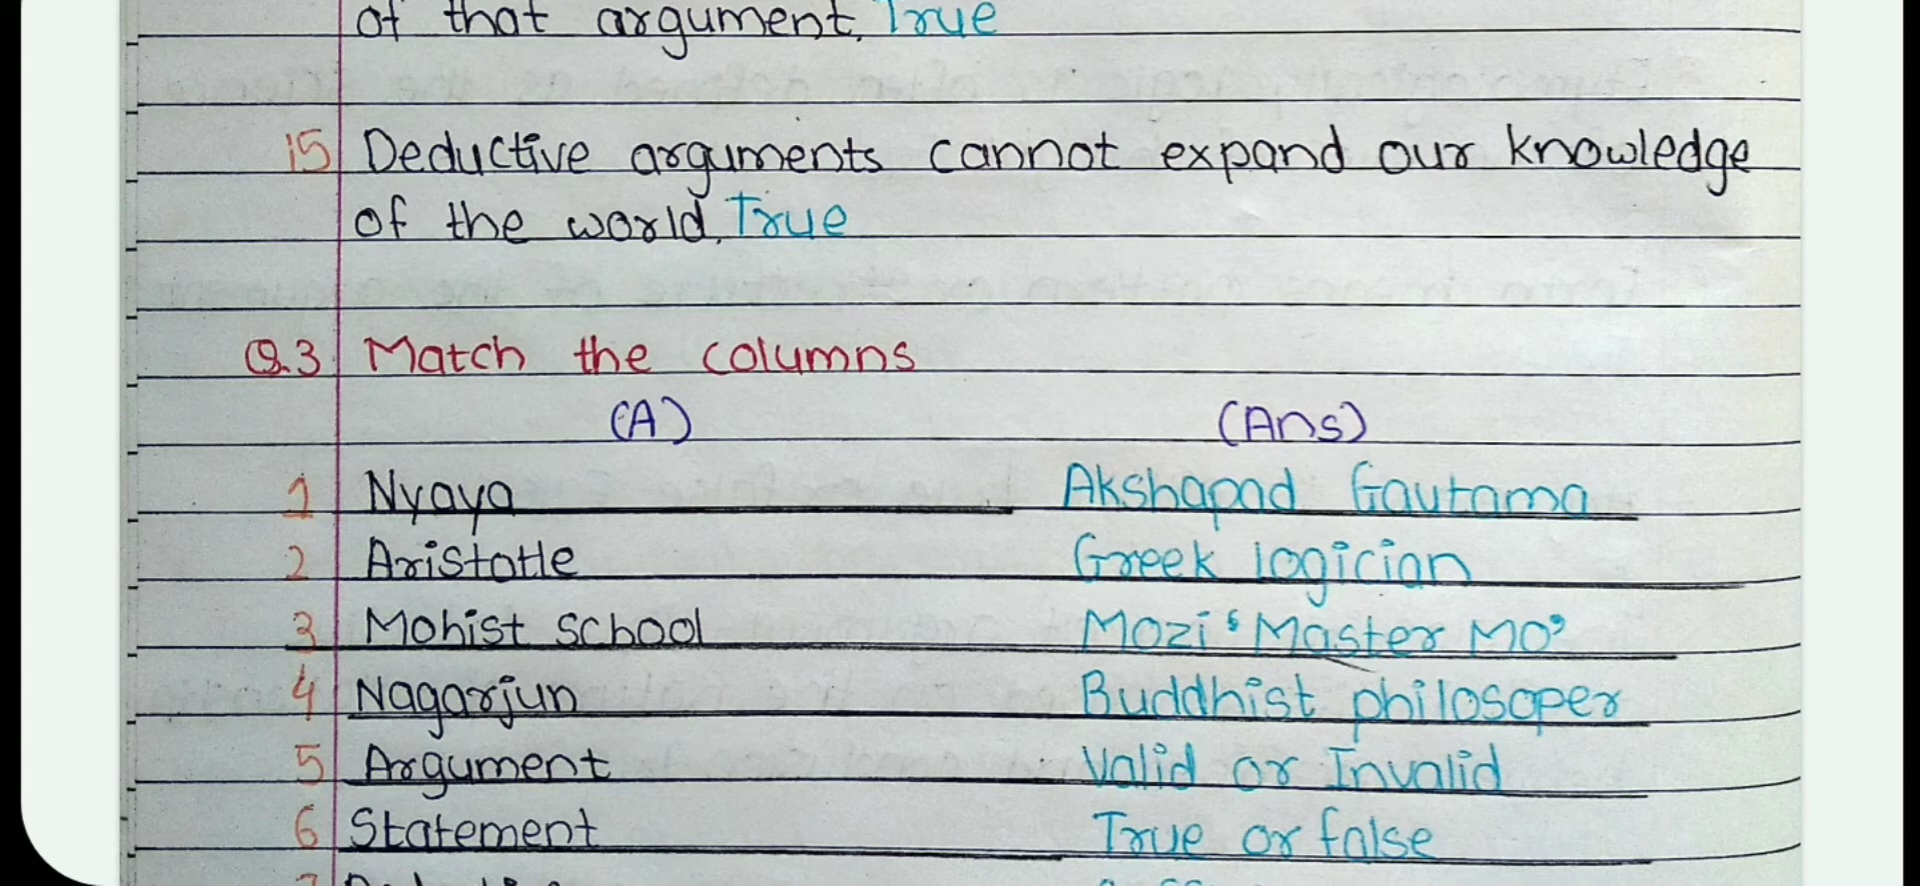 of that argument. True
15 Deductive arguments cannot expand our knowledge
of the world. True
Q.3 Match the columns
(A) (Ans)
1 Nyaya Akshapad Gautama
2 Aristotle Greek logician
3 Mohist school Mozi 'Master MO'
4 Nagarjun Buddhist philosoper
5 Argument Valid or Invalid
6 Statement True or false